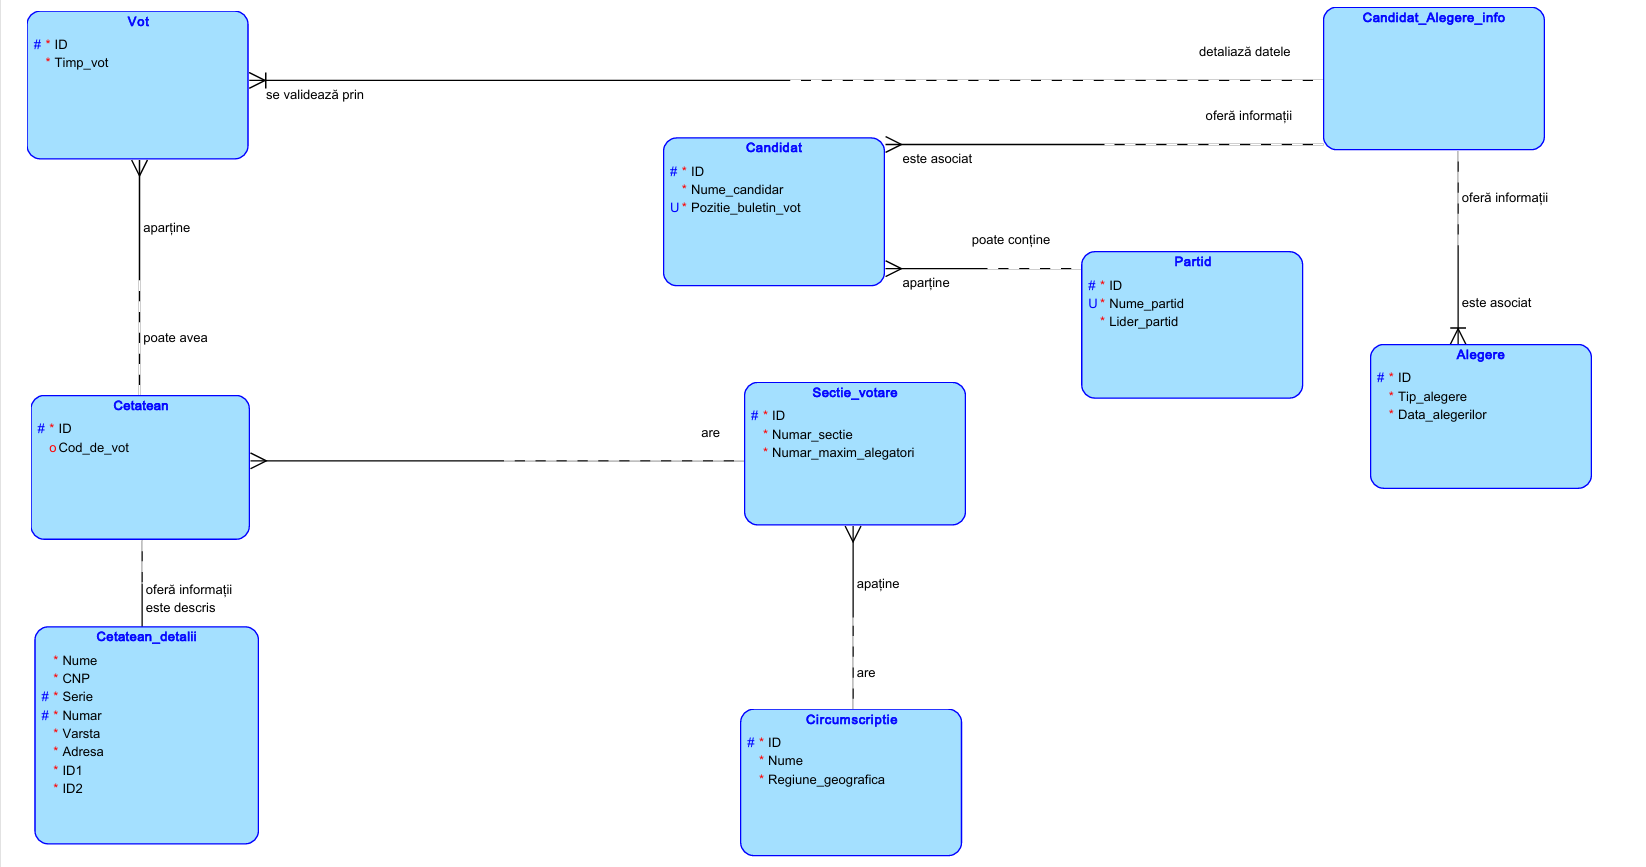 Vot
# * ID
* Timp_vot
Candidat_Alegere_info
detaliază datele
se validează prin
oferă informații
este asociat
Candidat
# * ID
* Nume_candidar
U * Pozitie_buletin_vot
oferă informații
este asociat
aparține
poate avea
poate conține
aparține
Partid
# * ID
U * Nume_partid
* Lider_partid
Alegere
# * ID
* Tip_alegere
* Data_alegerilor
Cetatean
# * ID
o Cod_de_vot
are
Sectie_votare
# * ID
* Numar_sectie
* Numar_maxim_alegatori
oferă informații
este descris
apaține
are
Cetatean_detalii
* Nume
* CNP
# * Serie
# * Numar
* Varsta
* Adresa
* ID1
* ID2
Circumscriptie
# * ID
* Nume
* Regiune_geografica